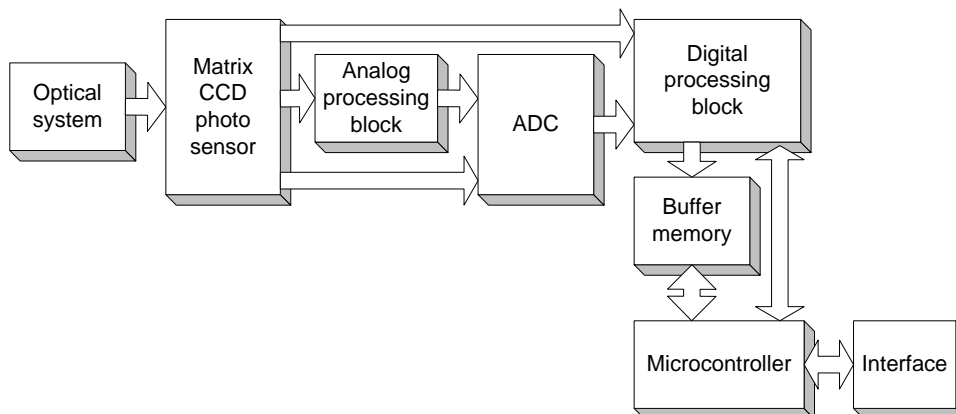 Optical
system
Matrix
CCD
photo
sensor
Analog
processing
block
ADC
Digital
processing
block
Buffer
memory
Microcontroller
Interface